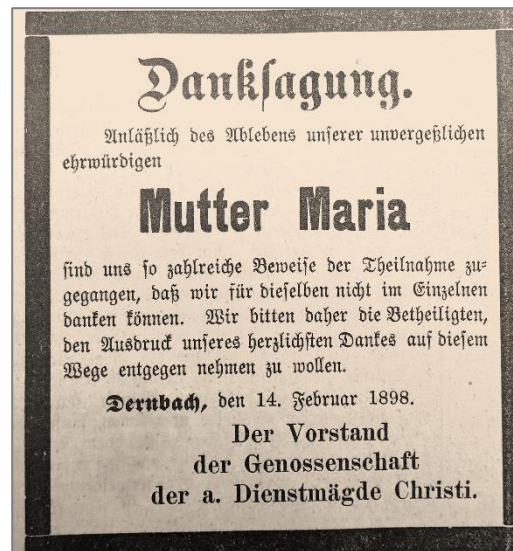 Danksagung.
Anläßlich des Ablebens unserer unvergeßlichen
ehrwürdigen
Mutter Maria
sind uns so zahlreiche Beweise der Theilnahme zu-
gegangen, daß wir für dieselben nicht im Einzelnen
danken können. Wir bitten daher die Betheiligten,
den Ausdruck unseres herzlichsten Dankes auf diesem
Wege entgegen nehmen zu wollen.
Dernbach, den 14. Februar 1898.
Der Vorstand
der Genossenschaft
der a. Dienstmägde Christi.